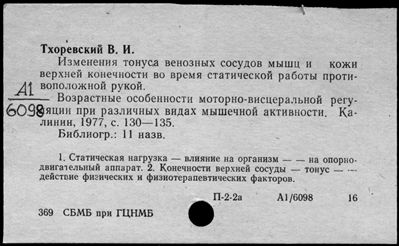 Тхоревский В. И.
Изменения тонуса венозных сосудов мышц и кожи
верхней конечности во время статической работы проти-
воположной рукой.
А1
6098
Возрастные особенности моторно-висцеральной регу-
ляции при различных видах мышечной активности. Ка-
линин, 1977, с. 130—135.
Библиогр.: 11 назв.
1. Статическая нагрузка — влияние на организм — — на опорно-
двигательный аппарат. 2. Конечности верхней сосуды — тонус — —
действие физических и физиотерапевтических факторов.
П-2-2а А1/6098 16
369 СБМБ при ГЦНМБ